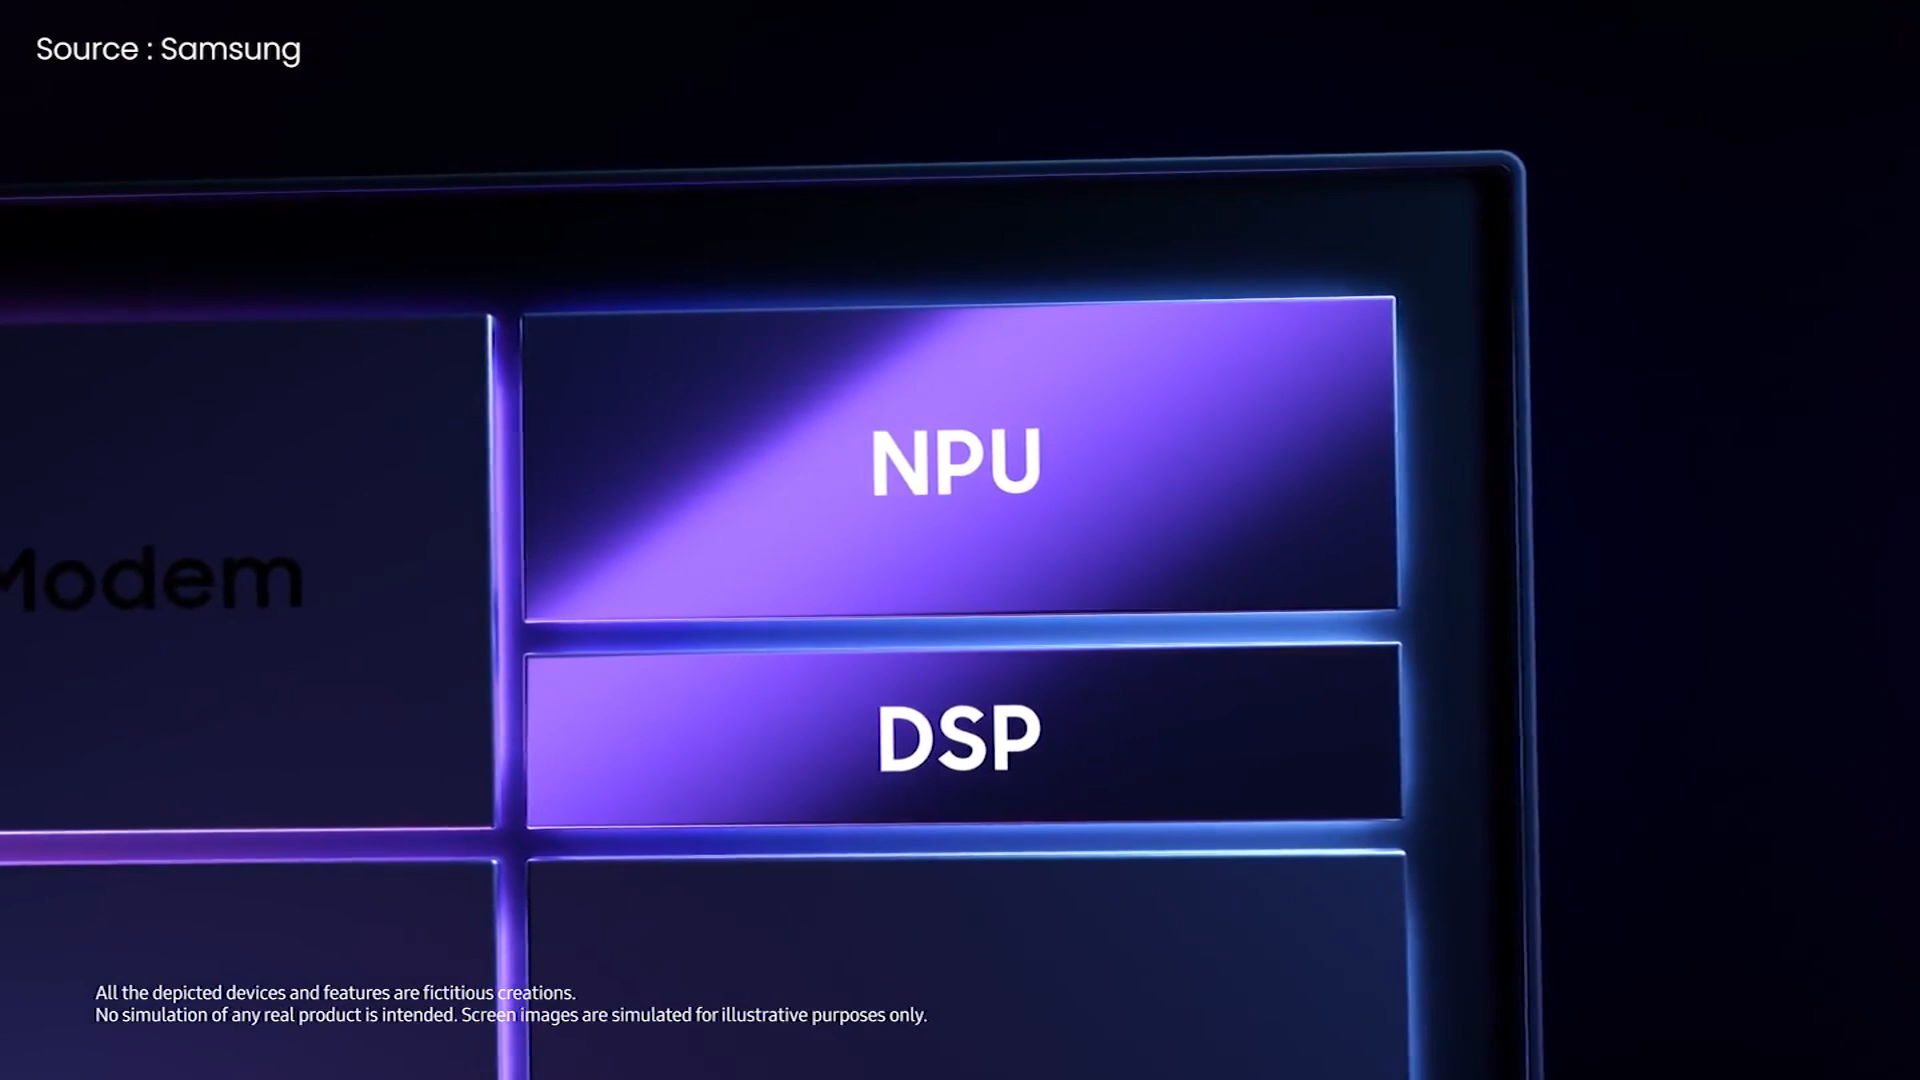 Source : Samsung
NPU
Modem
DSP
All the depicted devices and features are fictitious creations.
No simulation of any real product is intended. Screen images are simulated for illustrative purposes only.